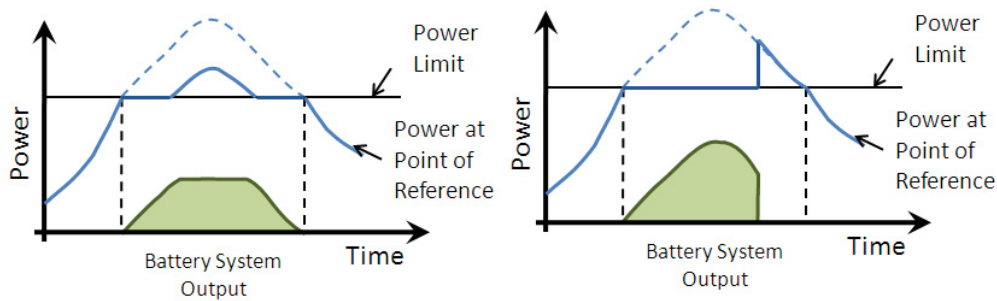 Power
Power
Limit
Power at
Point of
Reference
Time
Battery System
Output
Power
Power
Limit
Power at
Point of
Reference
Time
Battery System
Output